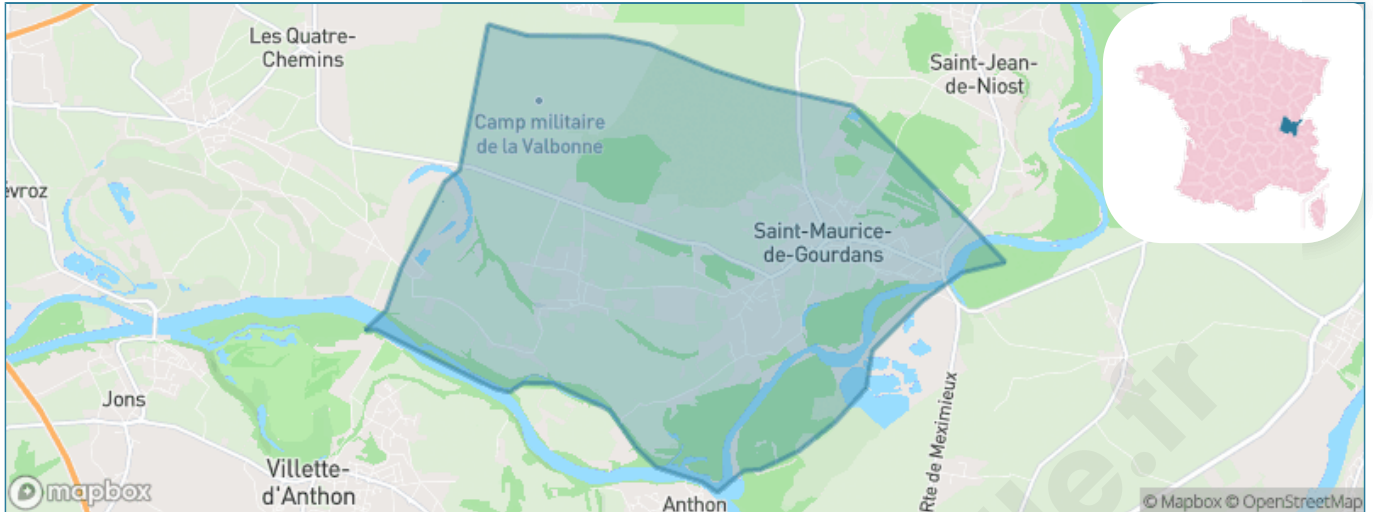 Les Quatre-
Chemins
Saint-Jean-
de-Niost
Camp militaire
de la Valbonne
évroz
Saint-Maurice-
de-Gourdans
Jons
Rte de Meximieux
Villette-
d'Anthon
Anthon
mapbox
© Mapbox © OpenStreetMap